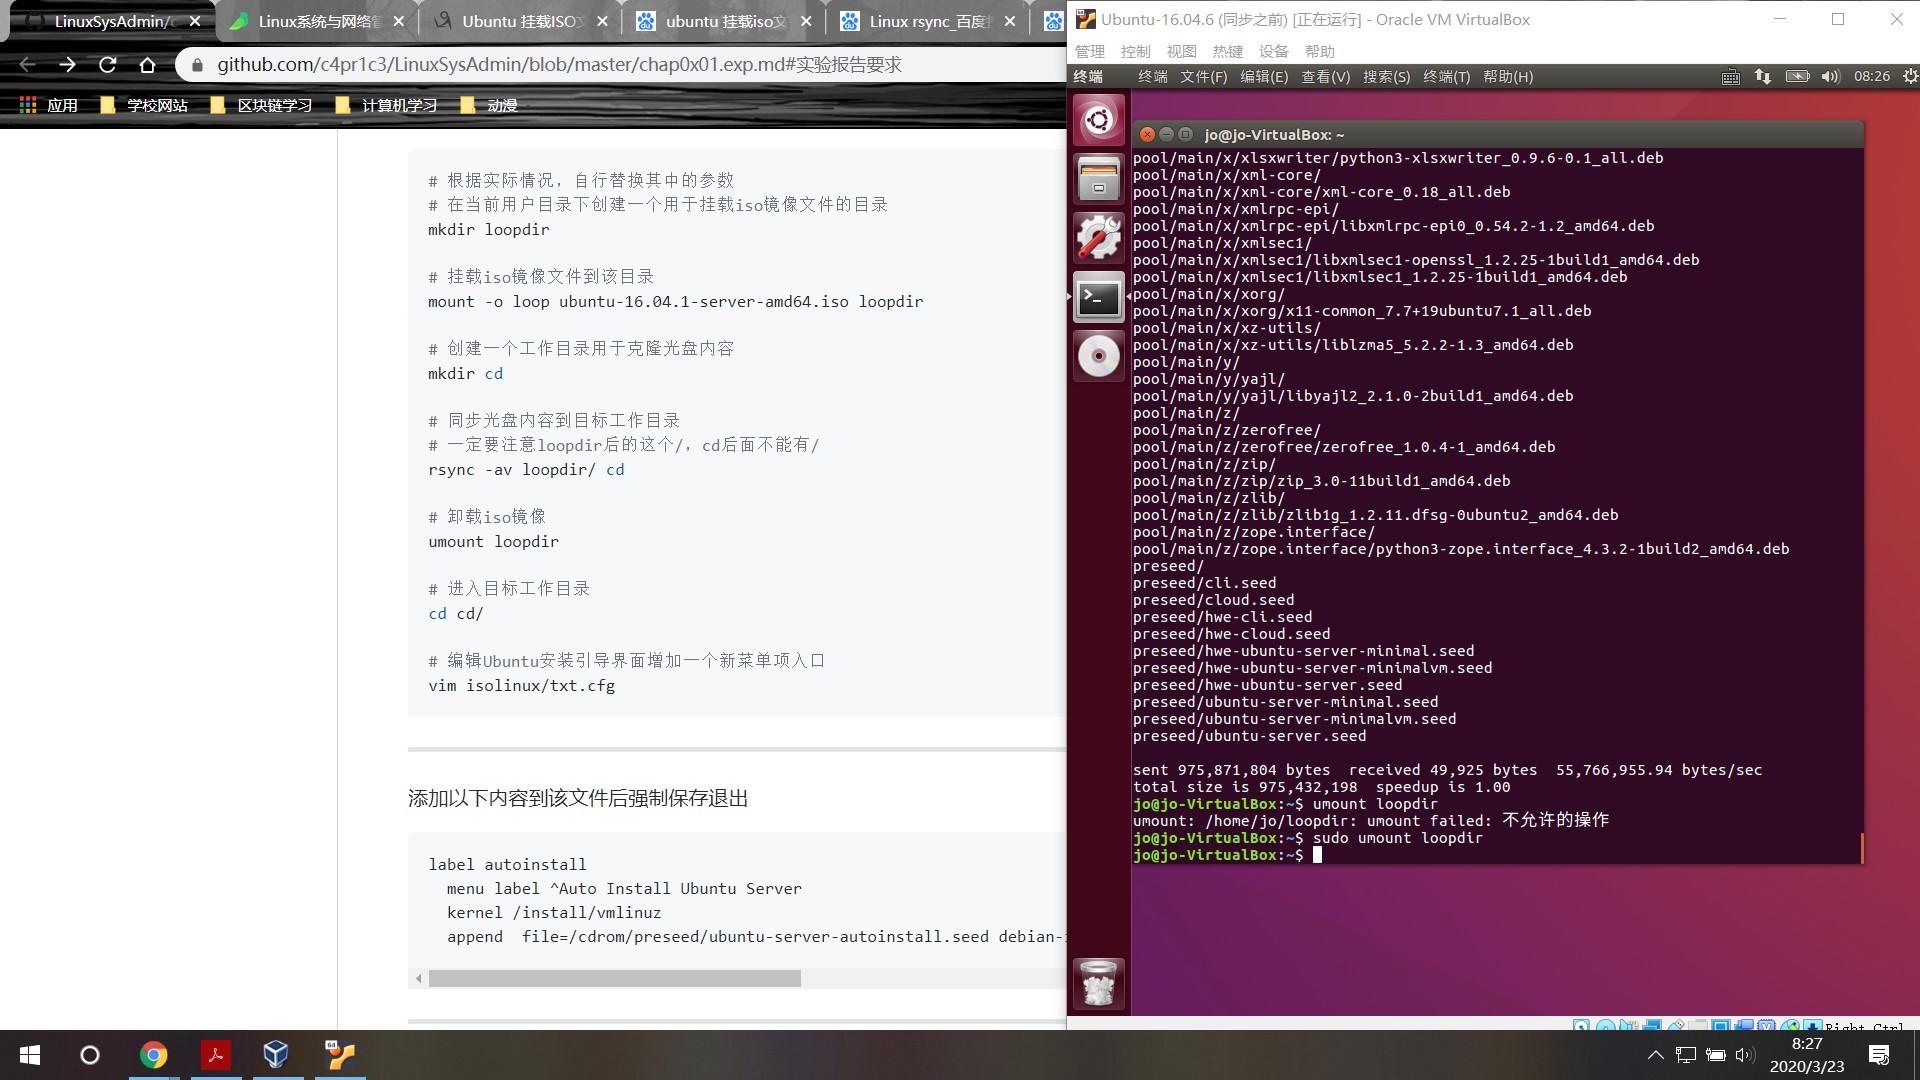 LinuxSysAdmin/c
Linux系统与网络管
Ubuntu 挂载ISO文
ubuntu 挂载iso文
Linux rsync_百度
github.com/c4pr1c3/LinuxSysAdmin/blob/master/chap0x01.exp.md#实验报告要求
应用
学校网站
区块链学习
计算机学习
动漫
# 根据实际情况，自行替换其中的参数
# 在当前用户目录下创建一个用于挂载iso镜像文件的目录
mkdir loopdir
# 挂载iso镜像文件到该目录
mount -o loop ubuntu-16.04.1-server-amd64.iso loopdir
# 创建一个工作目录用于克隆光盘内容
mkdir cd
# 同步光盘内容到目标工作目录
# 一定要注意loopdir后的这个/，cd后面不能有/
rsync -av loopdir/ cd
# 卸载iso镜像
umount loopdir
# 进入目标工作目录
cd cd/
# 编辑Ubuntu安装引导界面增加一个新菜单项入口
vim isolinux/txt.cfg
添加以下内容到该文件后强制保存退出
label autoinstall
menu label ^Auto Install Ubuntu Server
kernel /install/vmlinuz
append  file=/cdrom/preseed/ubuntu-server-autoinstall.seed debian-
Ubuntu-16.04.6 (同步之前) [正在运行] - Oracle VM VirtualBox
管理 控制 视图 热键 设备 帮助
终端 终端 文件(F) 编辑(E) 查看(V) 搜索(S) 终端(T) 帮助(H) 08:26
jo@jo-VirtualBox: ~
pool/main/x/xlsxwriter/python3-xlsxwriter_0.9.6-0.1_all.deb
pool/main/x/xml-core/
pool/main/x/xml-core/xml-core_0.18_all.deb
pool/main/x/xmlrpc-epi/
pool/main/x/xmlrpc-epi/libxmlrpc-epi0_0.54.2-1.2_amd64.deb
pool/main/x/xmlsec1/
pool/main/x/xmlsec1/libxmlsec1-openssl_1.2.25-1build1_amd64.deb
pool/main/x/xmlsec1/libxmlsec1_1.2.25-1build1_amd64.deb
pool/main/x/xorg/
pool/main/x/xorg/x11-common_7.7+19ubuntu7.1_all.deb
pool/main/x/xz-utils/
pool/main/x/xz-utils/liblzma5_5.2.2-1.3_amd64.deb
pool/main/y/
pool/main/y/yajl/
pool/main/y/yajl/libyajl2_2.1.0-2build1_amd64.deb
pool/main/z/
pool/main/z/zerofree/
pool/main/z/zerofree/zerofree_1.0.4-1_amd64.deb
pool/main/z/zip/
pool/main/z/zip/zip_3.0-11build1_amd64.deb
pool/main/z/zlib/
pool/main/z/zlib/zlib1g_1.2.11.dfsg-0ubuntu2_amd64.deb
pool/main/z/zope.interface/
pool/main/z/zope.interface/python3-zope.interface_4.3.2-1build2_amd64.deb
preseed/
preseed/cli.seed
preseed/cloud.seed
preseed/hwe-cli.seed
preseed/hwe-cloud.seed
preseed/hwe-ubuntu-server-minimal.seed
preseed/hwe-ubuntu-server-minimalvm.seed
preseed/hwe-ubuntu-server.seed
preseed/ubuntu-server-minimal.seed
preseed/ubuntu-server-minimalvm.seed
preseed/ubuntu-server.seed
sent 975,871,804 bytes  received 49,925 bytes  55,766,955.94 bytes/sec
total size is 975,432,198  speedup is 1.00
jo@jo-VirtualBox:~$ umount loopdir
umount: /home/jo/loopdir: umount failed: 不允许的操作
jo@jo-VirtualBox:~$ sudo umount loopdir
jo@jo-VirtualBox:~$
Right Ctrl
8:27
2020/3/23